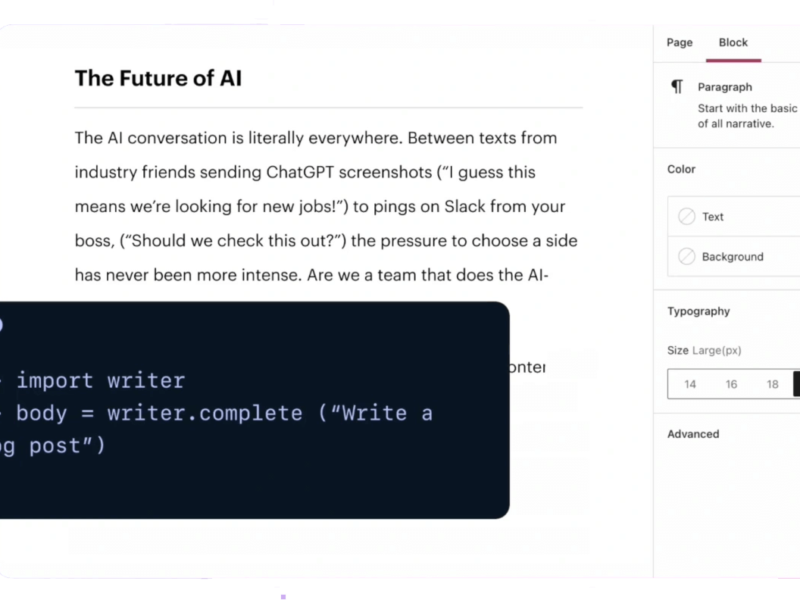 The Future of AI
The AI conversation is literally everywhere. Between texts from
industry friends sending ChatGPT screenshots (“I guess this
means we’re looking for new jobs!”) to pings on Slack from your
boss, (“Should we check this out?”) the pressure to choose a side
has never been more intense. Are we a team that does the AI-
import writer
body = writer.complete (“Write a
g post”)
Page Block
Paragraph
Start with the basic
of all narrative.
Color
Text
Background
Typography
Size Large(px)
14 16 18
Advanced